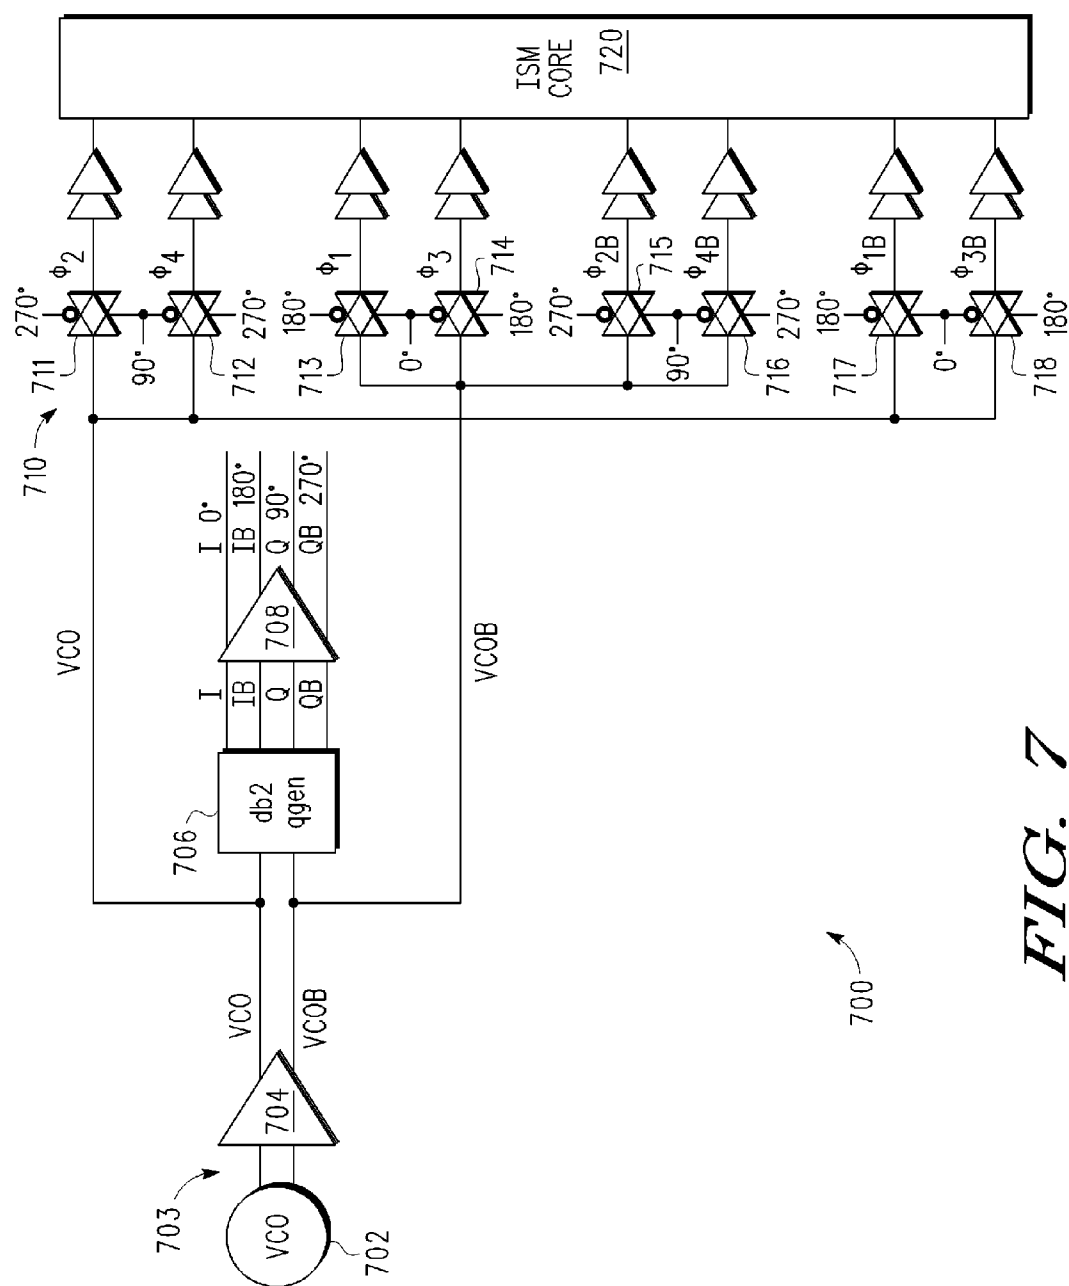 710
711
270°
Φ2
VCO
90°
Φ4
703
706
I
I 0°
712
270°
VCO
IB
IB 180°
VCO
704
db2
qgen
Q
708
Q 90°
VCOB
QB
QB 270°
702
713
180°
Φ1
0°
Φ3
VCOB
180°
714
ISM
CORE
720
270°
Φ2B
715
90°
Φ4B
716
270°
717
180°
Φ1B
700
0°
Φ3B
718
180°
FIG. 7